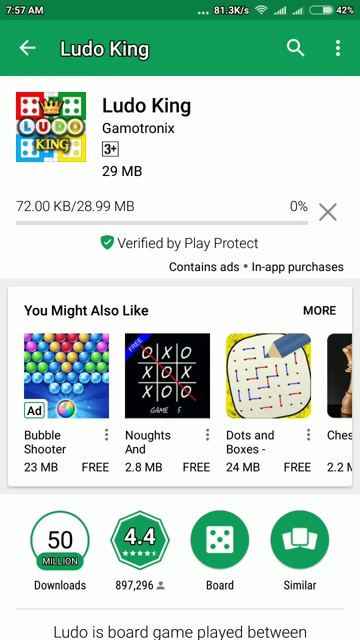 7:57 AM
... 81.3K/s 42%
Ludo King
LUDO
KING
Ludo King
Gamotronix
3+
29 MB
72.00 KB/28.99 MB 0%
Verified by Play Protect
Contains ads • In-app purchases
You Might Also Like MORE
Ad
FREE
O X O
X O X
X O O
GAME 5
Bubble Shooter
23 MB FREE
Noughts And
2.8 MB FREE
Dots and Boxes -
24 MB FREE
Ches
2.2 M
50
MILLION
Downloads
4.4
897,296
Board
Similar
Ludo is board game played between